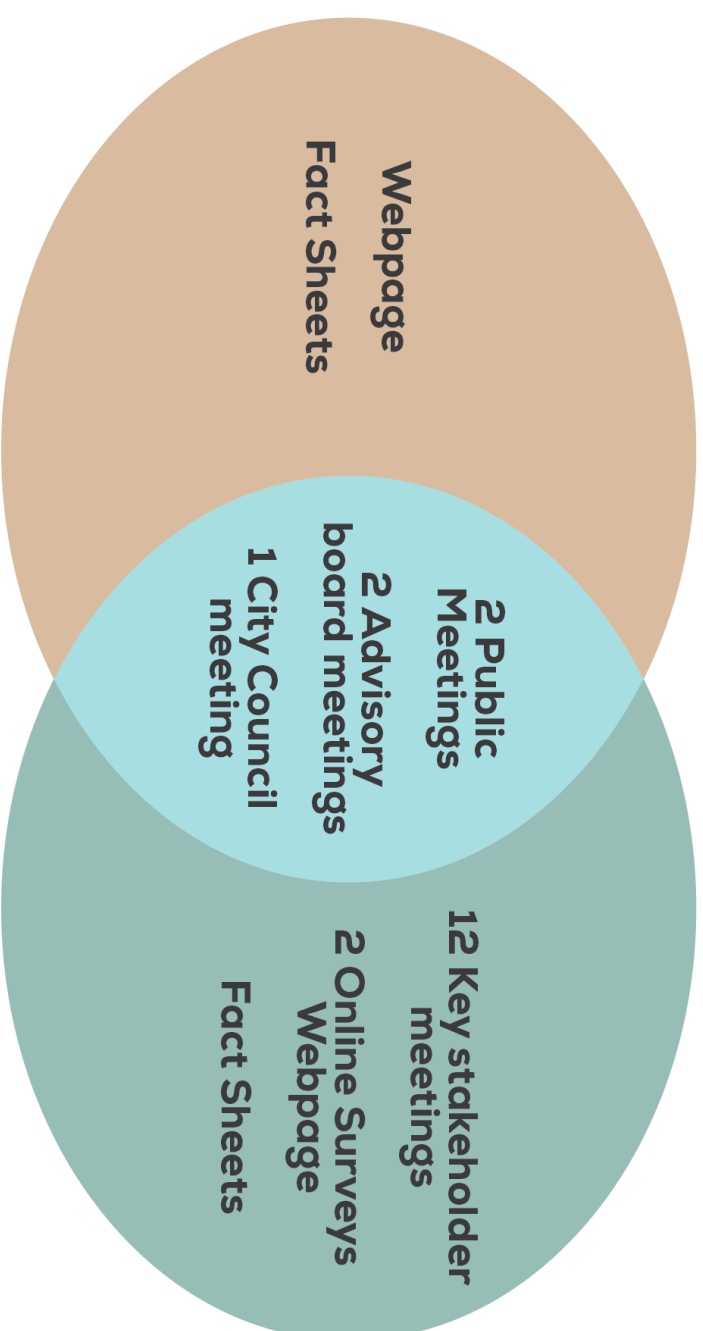 Webpage
Fact Sheets
2 Public
Meetings
2 Advisory
board meetings
1 City Council
meeting
12 Key stakeholder
meetings
2 Online Surveys
Webpage
Fact Sheets